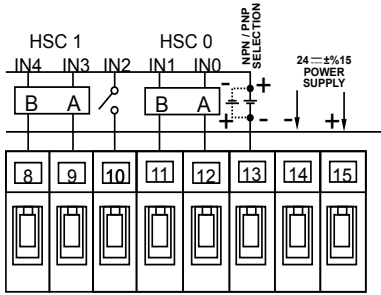 HSC 1
HSC 0
NPN / PNP
SELECTION
24⎓±%15
POWER
SUPPLY
IN4 IN3 IN2 IN1 IN0
- +
B A B A
+ - - +
8 9 10 11 12 13 14 15